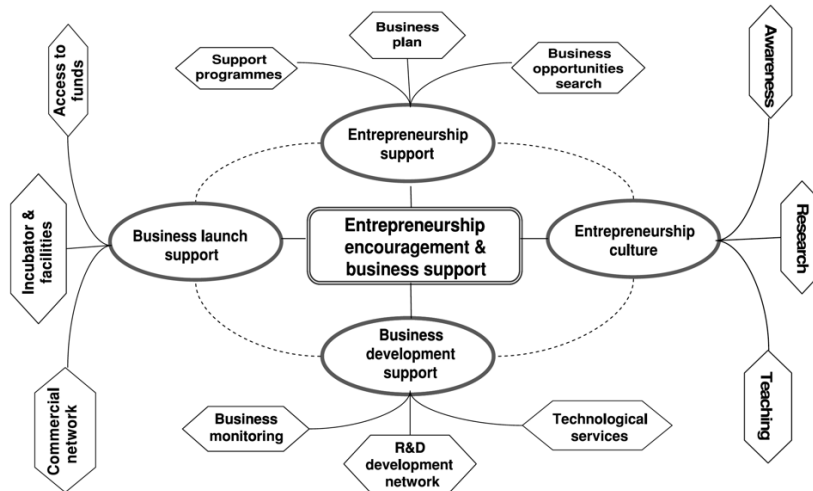 Business
plan
Support
programmes
Business
opportunities
search
Access to
funds
Awareness
Entrepreneurship
support
Incubator &
facilities
Business launch
support
Entrepreneurship
encouragement &
business support
Entrepreneurship
culture
Research
Business
development
support
Commercial
network
Business
monitoring
R&D
development
network
Technological
services
Teaching